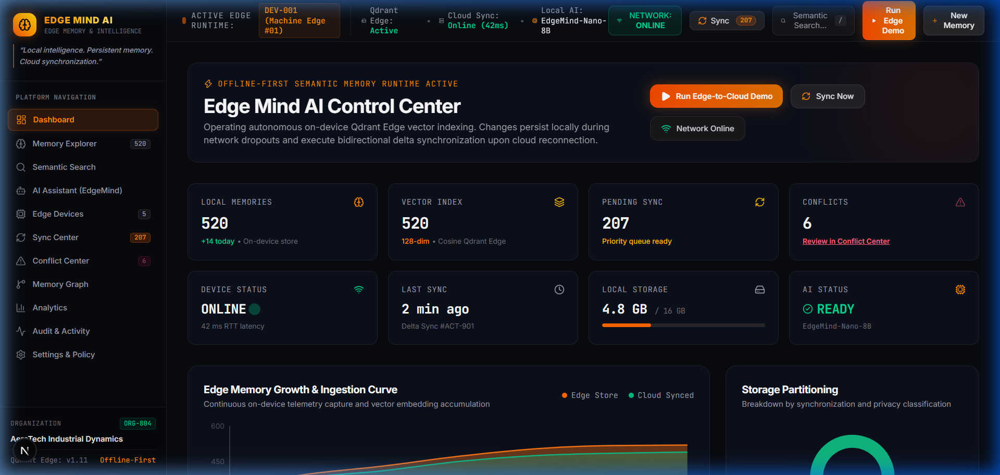 EDGE MIND AI
EDGE MEMORY & INTELLIGENCE
“Local intelligence. Persistent memory.
Cloud synchronization.”
PLATFORM NAVIGATION
Dashboard
Memory Explorer 520
Semantic Search
AI Assistant (EdgeMind)
Edge Devices 5
Sync Center 207
Conflict Center 6
Memory Graph
Analytics
Audit & Activity
Settings & Policy
ORGANIZATION ORG-804
Tech Industrial Dynamics
Edge: v1.11 Offline-First
ACTIVE EDGE
RUNTIME:
DEV-001
(Machine Edge
#01)
Qdrant
Edge:
Active
Cloud Sync:
Online (42ms)
Local AI:
EdgeMind-Nano-
8B
NETWORK:
ONLINE
Sync 207
Semantic
Search... /
Run
Edge
Demo
New
Memory
OFFLINE-FIRST SEMANTIC MEMORY RUNTIME ACTIVE
Edge Mind AI Control Center
Operating autonomous on-device Qdrant Edge vector indexing. Changes persist locally during
network dropouts and execute bidirectional delta synchronization upon cloud reconnection.
Run Edge-to-Cloud Demo
Sync Now
Network Online
LOCAL MEMORIES
520
+14 today • On-device store
VECTOR INDEX
520
128-dim • Cosine Qdrant Edge
PENDING SYNC
207
Priority queue ready
CONFLICTS
6
Review in Conflict Center
DEVICE STATUS
ONLINE
42 ms RTT latency
LAST SYNC
2 min ago
Delta Sync #ACT-901
LOCAL STORAGE
4.8 GB / 16 GB
AI STATUS
READY
EdgeMind-Nano-8B
Edge Memory Growth & Ingestion Curve
Continuous on-device telemetry capture and vector embedding accumulation
Edge Store Cloud Synced
600
450
Storage Partitioning
Breakdown by synchronization and privacy classification